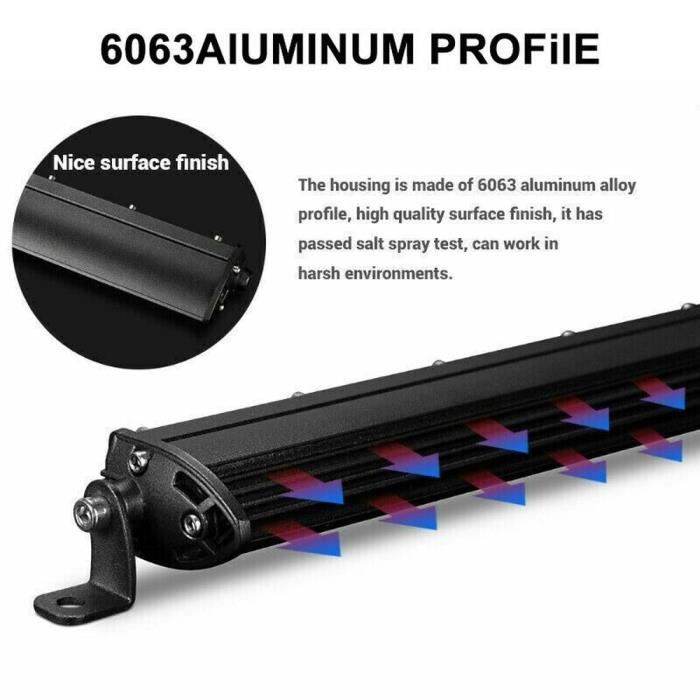 6063AlUMINUM PROFilE
Nice surface finish
The housing is made of 6063 aluminum alloy
profile, high quality surface finish, it has
passed salt spray test, can work in
harsh environments.